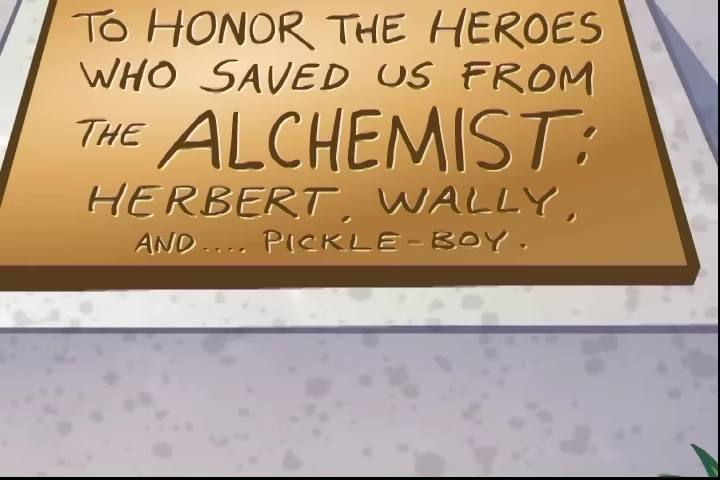 TO HONOR THE HEROES
WHO SAVED US FROM
THE ALCHEMIST:
HERBERT, WALLY,
AND.... PICKLE-BOY.